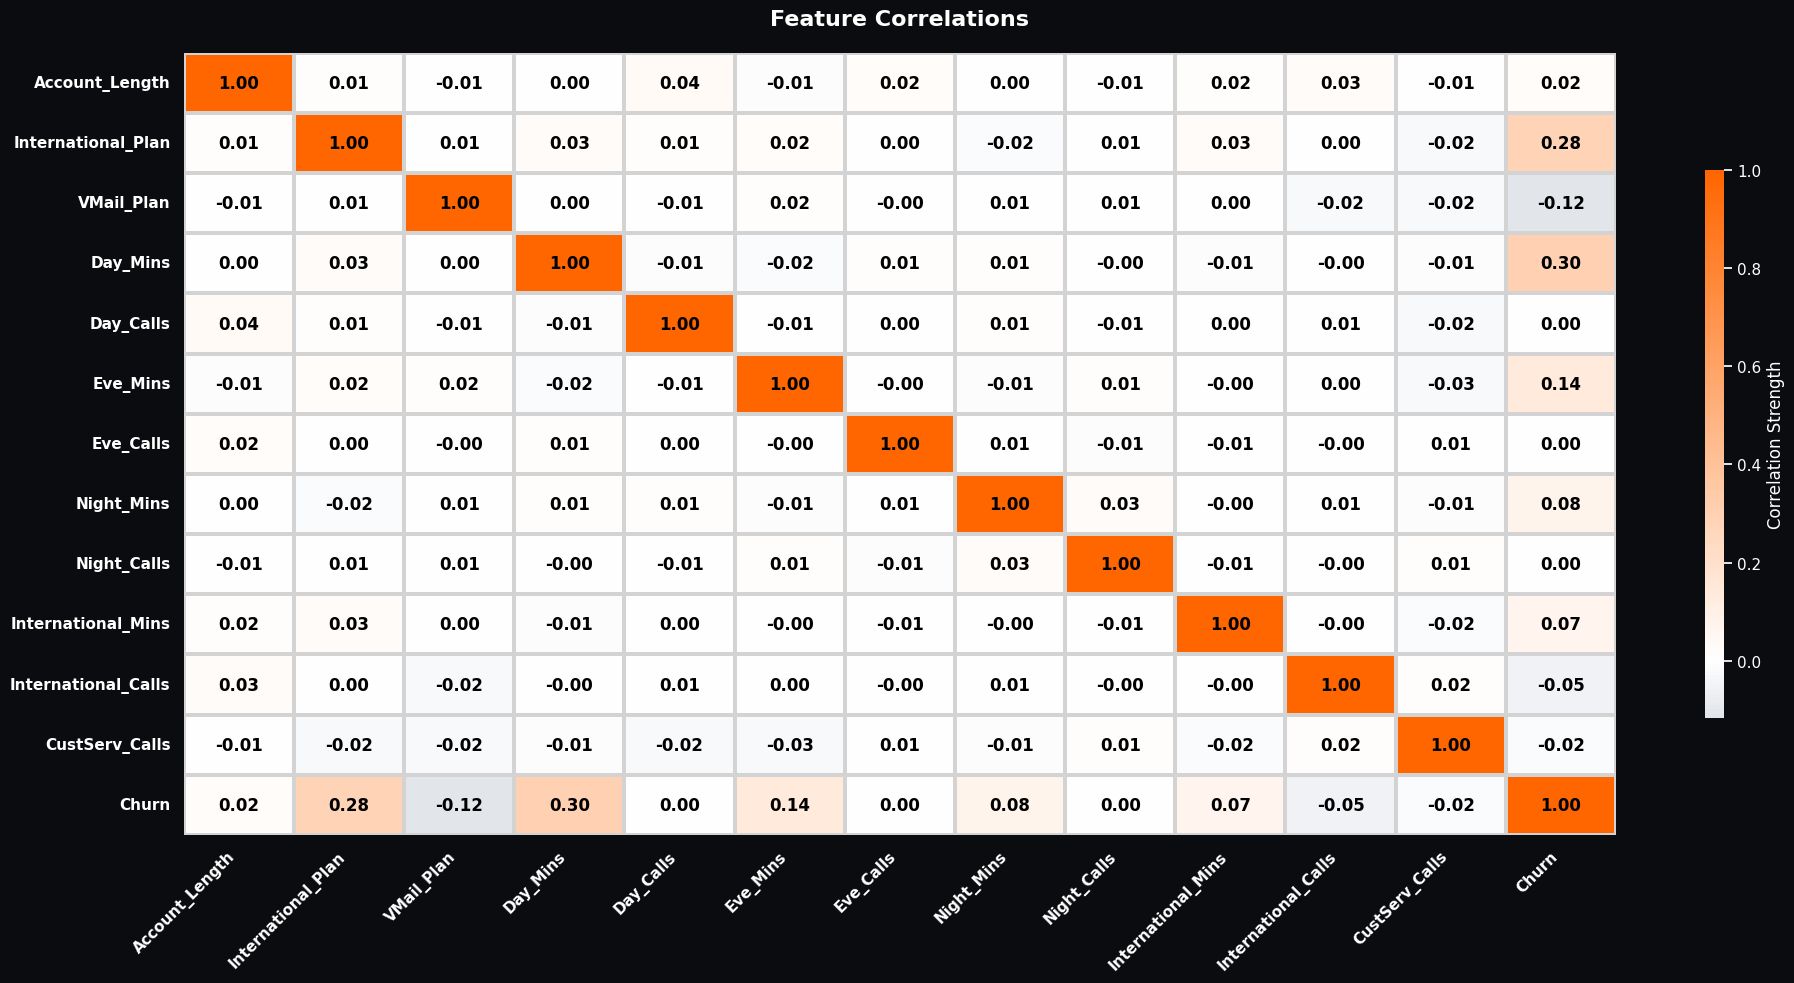 Feature Correlations
Account_Length 1.00 0.01 -0.01 0.00 0.04 -0.01 0.02 0.00 -0.01 0.02 0.03 -0.01 0.02
International_Plan 0.01 1.00 0.01 0.03 0.01 0.02 0.00 -0.02 0.01 0.03 0.00 -0.02 0.28
VMail_Plan -0.01 0.01 1.00 0.00 -0.01 0.02 -0.00 0.01 0.01 0.00 -0.02 -0.02 -0.12
Day_Mins 0.00 0.03 0.00 1.00 -0.01 -0.02 0.01 0.01 -0.00 -0.01 -0.00 -0.01 0.30
Day_Calls 0.04 0.01 -0.01 -0.01 1.00 -0.01 0.00 0.01 -0.01 0.00 0.01 -0.02 0.00
Eve_Mins -0.01 0.02 0.02 -0.02 -0.01 1.00 -0.00 -0.01 0.01 -0.00 0.00 -0.03 0.14
Eve_Calls 0.02 0.00 -0.00 0.01 0.00 -0.00 1.00 0.01 -0.01 -0.01 -0.00 0.01 0.00
Night_Mins 0.00 -0.02 0.01 0.01 0.01 -0.01 0.01 1.00 0.03 -0.00 0.01 -0.01 0.08
Night_Calls -0.01 0.01 0.01 -0.00 -0.01 0.01 -0.01 0.03 1.00 -0.01 -0.00 0.01 0.00
International_Mins 0.02 0.03 0.00 -0.01 0.00 -0.00 -0.01 -0.00 -0.01 1.00 -0.00 -0.02 0.07
International_Calls 0.03 0.00 -0.02 -0.00 0.01 0.00 -0.00 0.01 -0.00 -0.00 1.00 0.02 -0.05
CustServ_Calls -0.01 -0.02 -0.02 -0.01 -0.02 -0.03 0.01 -0.01 0.01 -0.02 0.02 1.00 -0.02
Churn 0.02 0.28 -0.12 0.30 0.00 0.14 0.00 0.08 0.00 0.07 -0.05 -0.02 1.00
Account_Length International_Plan VMail_Plan Day_Mins Day_Calls Eve_Mins Eve_Calls Night_Mins Night_Calls International_Mins International_Calls CustServ_Calls Churn
1.0
0.8
0.6
0.4
0.2
0.0
Correlation Strength